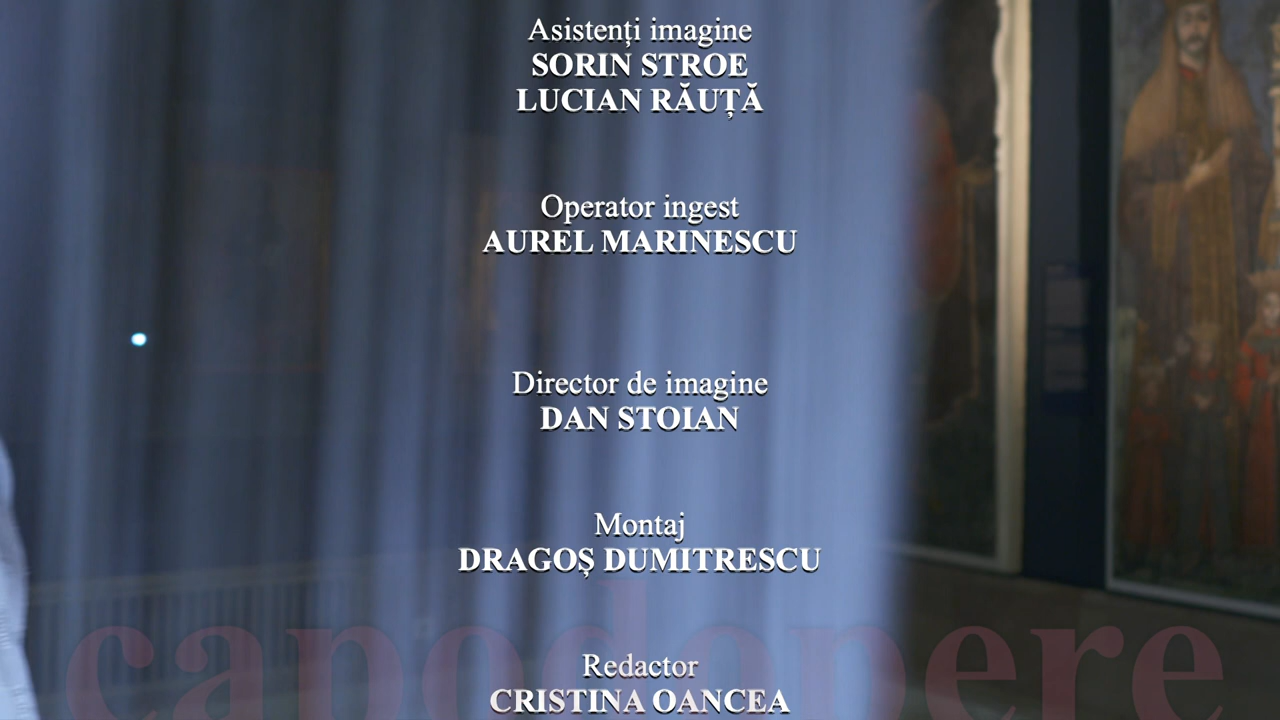 Asistenți imagine
SORIN STROE
LUCIAN RĂUȚĂ
Operator ingest
AUREL MARINESCU
Director de imagine
DAN STOIAN
Montaj
DRAGOȘ DUMITRESCU
Redactor
CRISTINA OANCEA
capodopere